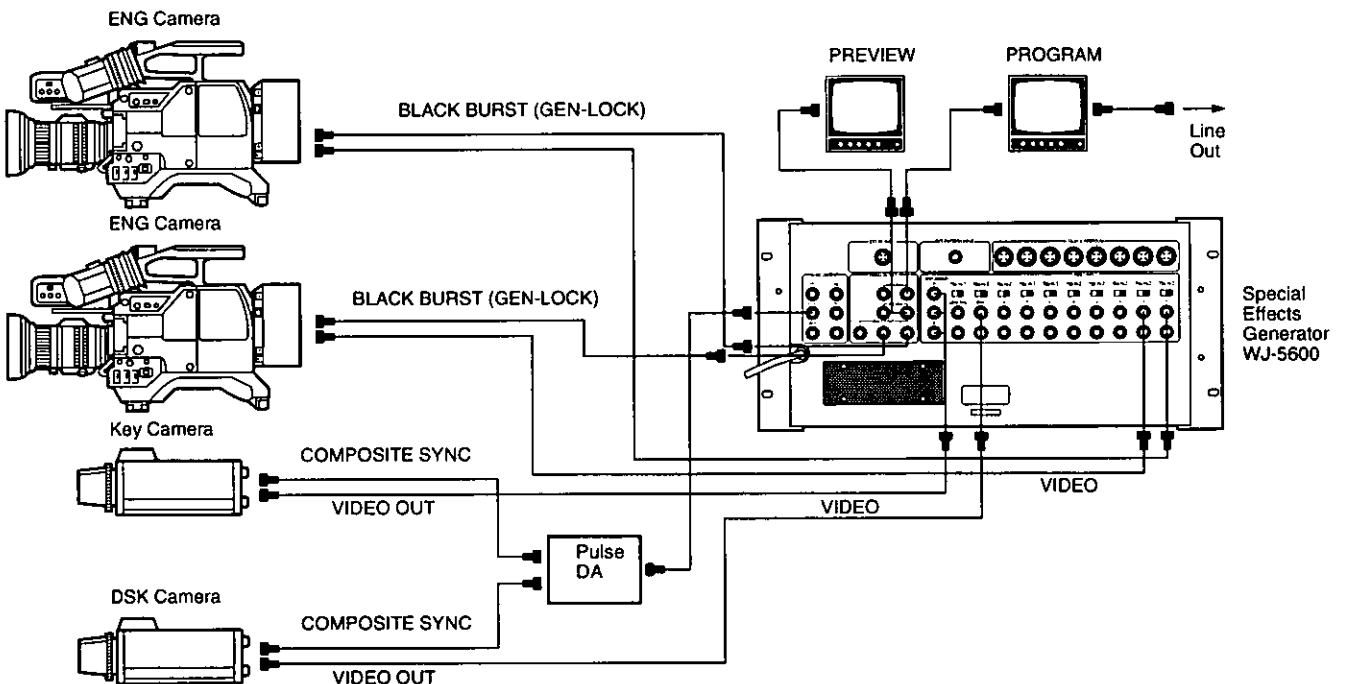 ENG Camera
PREVIEW
PROGRAM
BLACK BURST (GEN-LOCK)
Line
Out
ENG Camera
BLACK BURST (GEN-LOCK)
Special
Effects
Generator
WJ-5600
Key Camera
COMPOSITE SYNC
VIDEO OUT
VIDEO
VIDEO
Pulse
DA
DSK Camera
COMPOSITE SYNC
VIDEO OUT